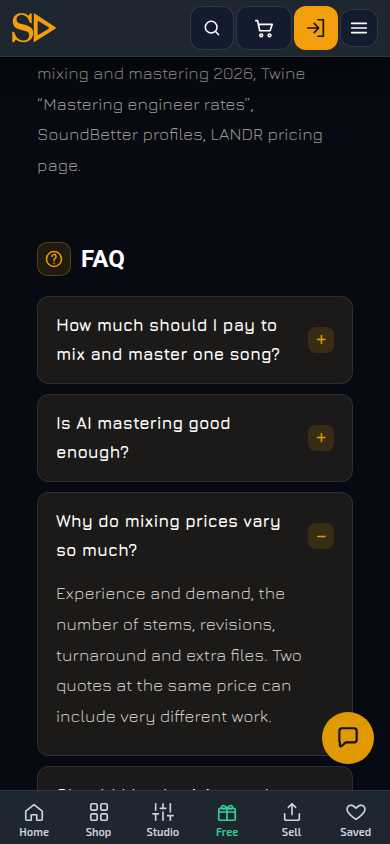 mixing and mastering 2026, Twine
"Mastering engineer rates",
SoundBetter profiles, LANDR pricing
page.
FAQ
How much should I pay to
mix and master one song?
Is AI mastering good
enough?
Why do mixing prices vary
so much?
Experience and demand, the
number of stems, revisions,
turnaround and extra files. Two
quotes at the same price can
include very different work.
Home
Shop
Studio
Free
Sell
Saved